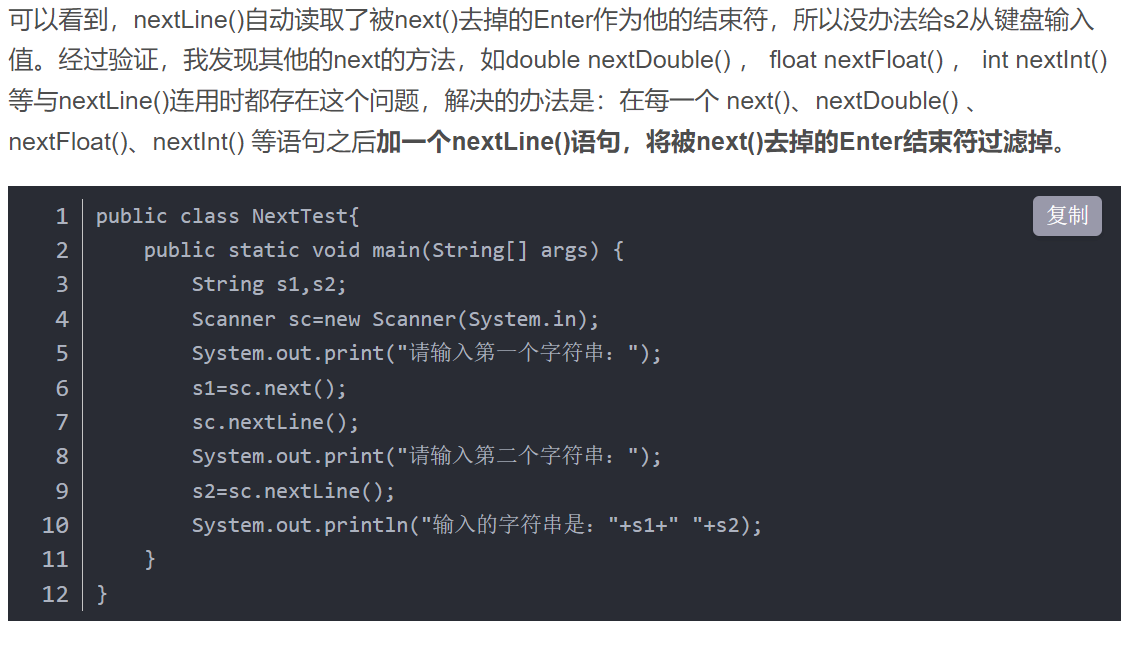 可以看到，nextLine()自动读取了被next()去掉的Enter作为他的结束符，所以没办法给s2从键盘输入
值。经过验证，我发现其他的next的方法，如double nextDouble() ， float nextFloat() ， int nextInt()
等与nextLine()连用时都存在这个问题，解决的办法是：在每一个 next()、nextDouble() 、
nextFloat()、nextInt() 等语句之后加一个nextLine()语句，将被next()去掉的Enter结束符过滤掉。
复制
1 public class NextTest{
2     public static void main(String[] args) {
3         String s1,s2;
4         Scanner sc=new Scanner(System.in);
5         System.out.print("请输入第一个字符串：");
6         s1=sc.next();
7         sc.nextLine();
8         System.out.print("请输入第二个字符串：");
9         s2=sc.nextLine();
10         System.out.println("输入的字符串是："+s1+" "+s2);
11     }
12 }